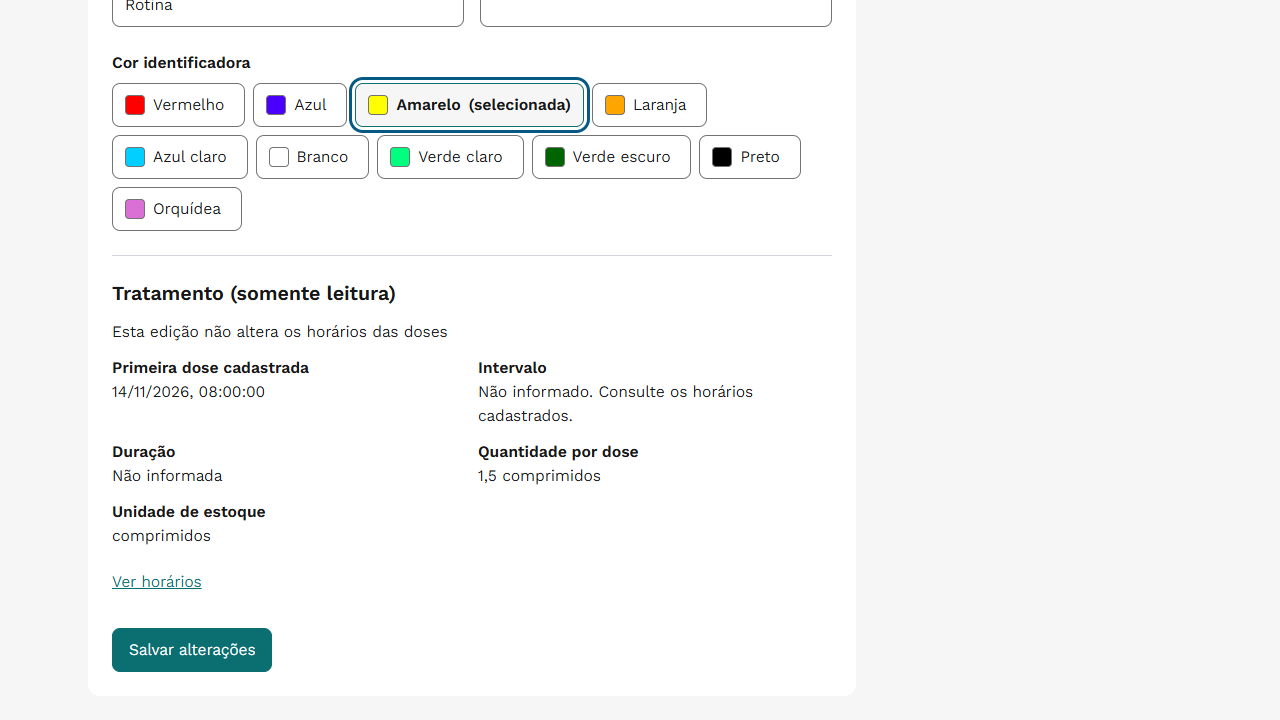 Rotina
Cor identificadora
Vermelho
Azul
Amarelo (selecionada)
Laranja
Azul claro
Branco
Verde claro
Verde escuro
Preto
Orquídea
Tratamento (somente leitura)
Esta edição não altera os horários das doses
Primeira dose cadastrada
14/11/2026, 08:00:00
Intervalo
Não informado. Consulte os horários
cadastrados.
Duração
Não informada
Quantidade por dose
1,5 comprimidos
Unidade de estoque
comprimidos
Ver horários
Salvar alterações